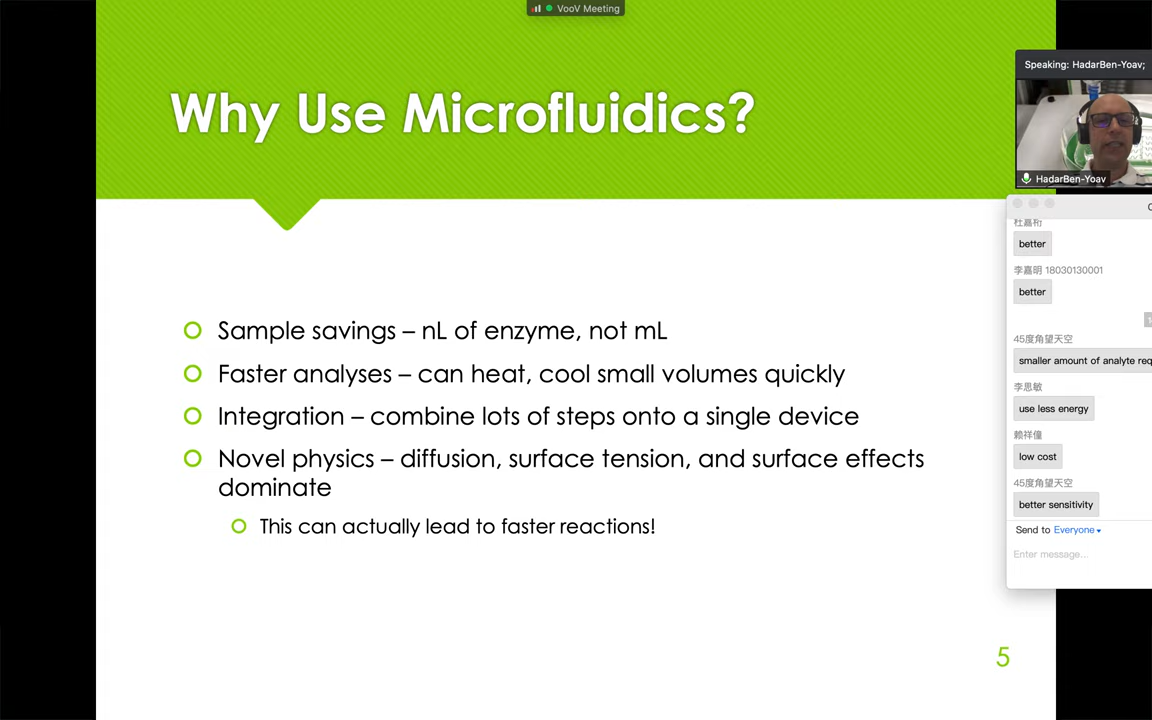 VooV Meeting
Why Use Microfluidics?
Sample savings – nL of enzyme, not mL
Faster analyses – can heat, cool small volumes quickly
Integration – combine lots of steps onto a single device
Novel physics – diffusion, surface tension, and surface effects
dominate
This can actually lead to faster reactions!
5
Speaking: HadarBen-Yoav;
HadarBen-Yoav
better
李嘉明 18030130001
better
45度角望天空
smaller amount of analyte req
李思敏
use less energy
赖祥僮
low cost
45度角望天空
better sensitivity
Send to Everyone
Enter message...